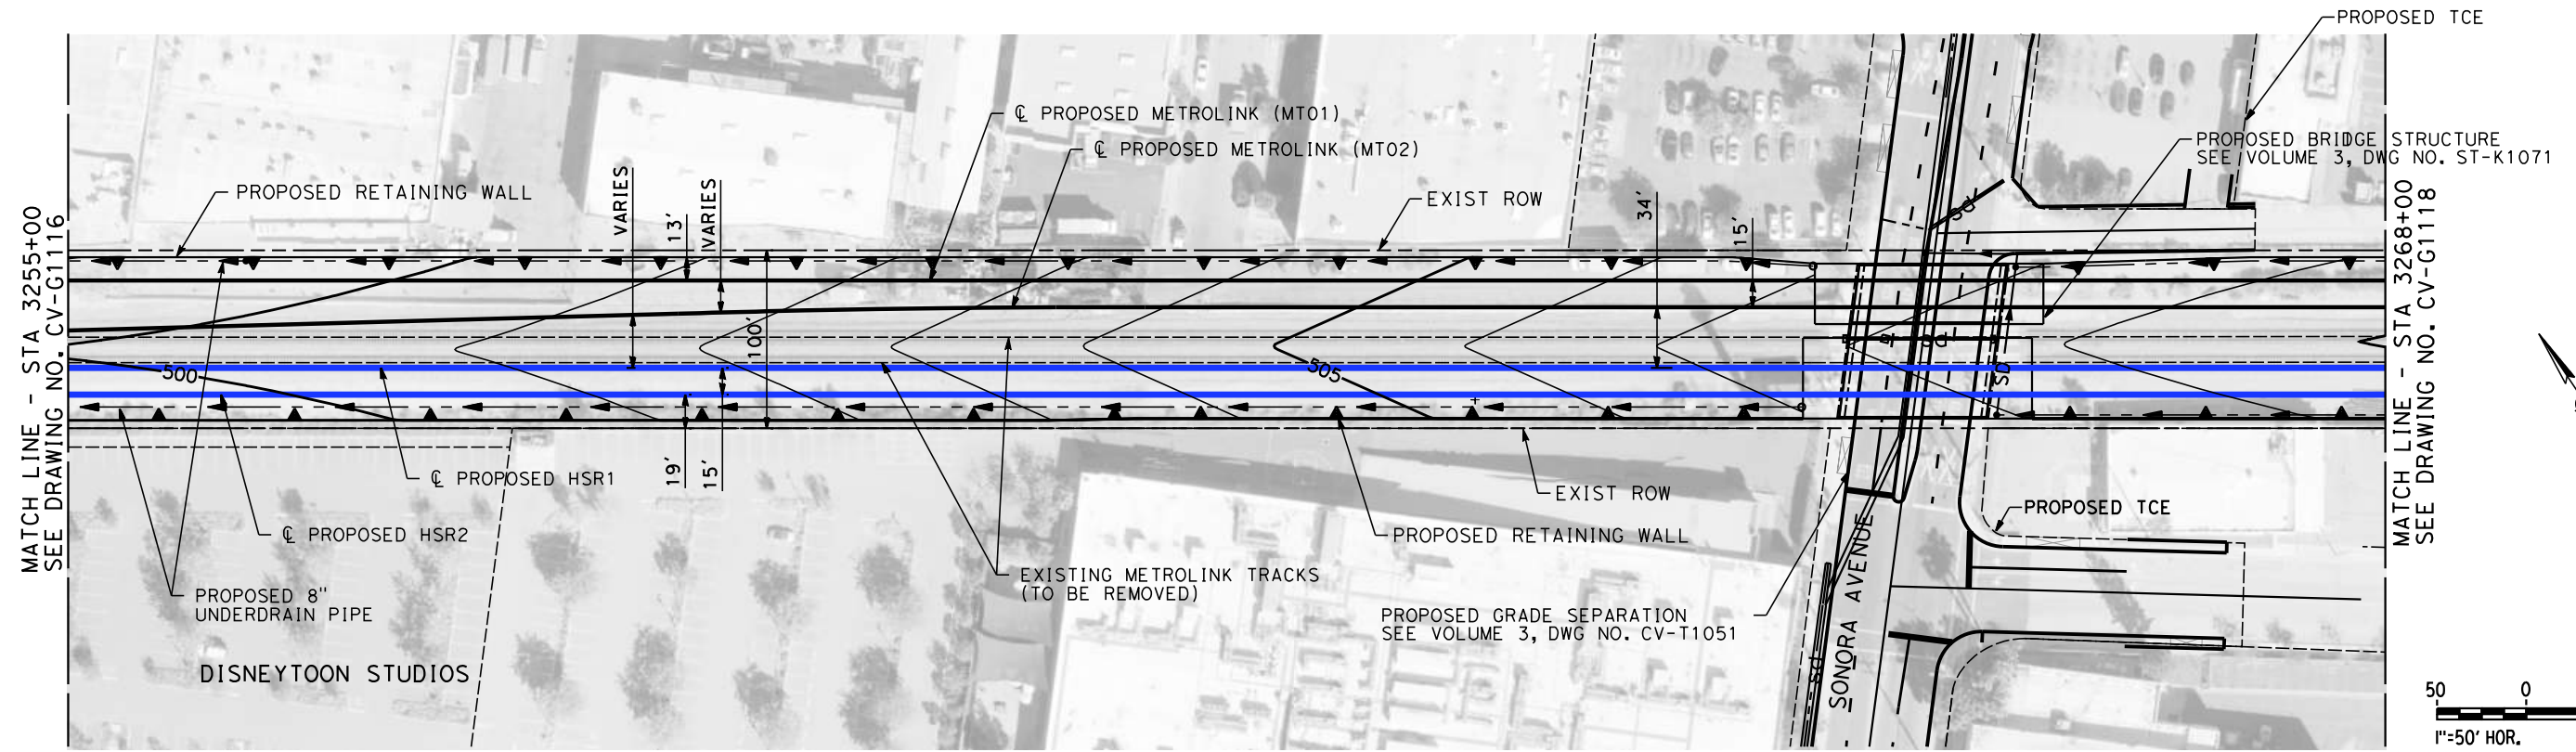 PROPOSED TCE
℄ PROPOSED METROLINK (MT01)
℄ PROPOSED METROLINK (MT02)
PROPOSED BRIDGE STRUCTURE
SEE VOLUME 3, DWG NO. ST-K1071
PROPOSED RETAINING WALL
EXIST ROW
VARIES
13'
VARIES
100'
34'
15'
MATCH LINE - STA 3255+00
SEE DRAWING NO. CV-G1116
MATCH LINE - STA 3268+00
SEE DRAWING NO. CV-G1118
500
505
SD
SD
SD
19'
15'
℄ PROPOSED HSR1
℄ PROPOSED HSR2
EXIST ROW
PROPOSED RETAINING WALL
PROPOSED TCE
EXISTING METROLINK TRACKS
(TO BE REMOVED)
PROPOSED 8"
UNDERDRAIN PIPE
PROPOSED GRADE SEPARATION
SEE VOLUME 3, DWG NO. CV-T1051
SONORA AVENUE
SD
DISNEYTOON STUDIOS
50 0
1"=50' HOR.